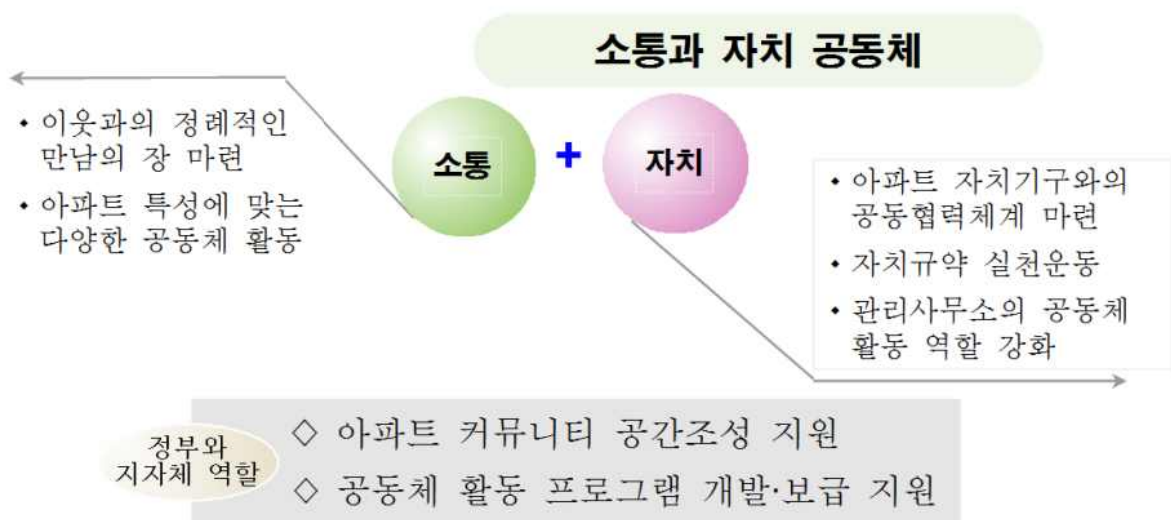 소통과 자치 공동체
• 이웃과의 정례적인
만남의 장 마련
• 아파트 특성에 맞는
다양한 공동체 활동
소통
+
자치
• 아파트 자치기구와의
공동협력체계 마련
• 자치규약 실천운동
• 관리사무소의 공동체
활동 역할 강화
정부와
지자체 역할
◇ 아파트 커뮤니티 공간조성 지원
◇ 공동체 활동 프로그램 개발·보급 지원